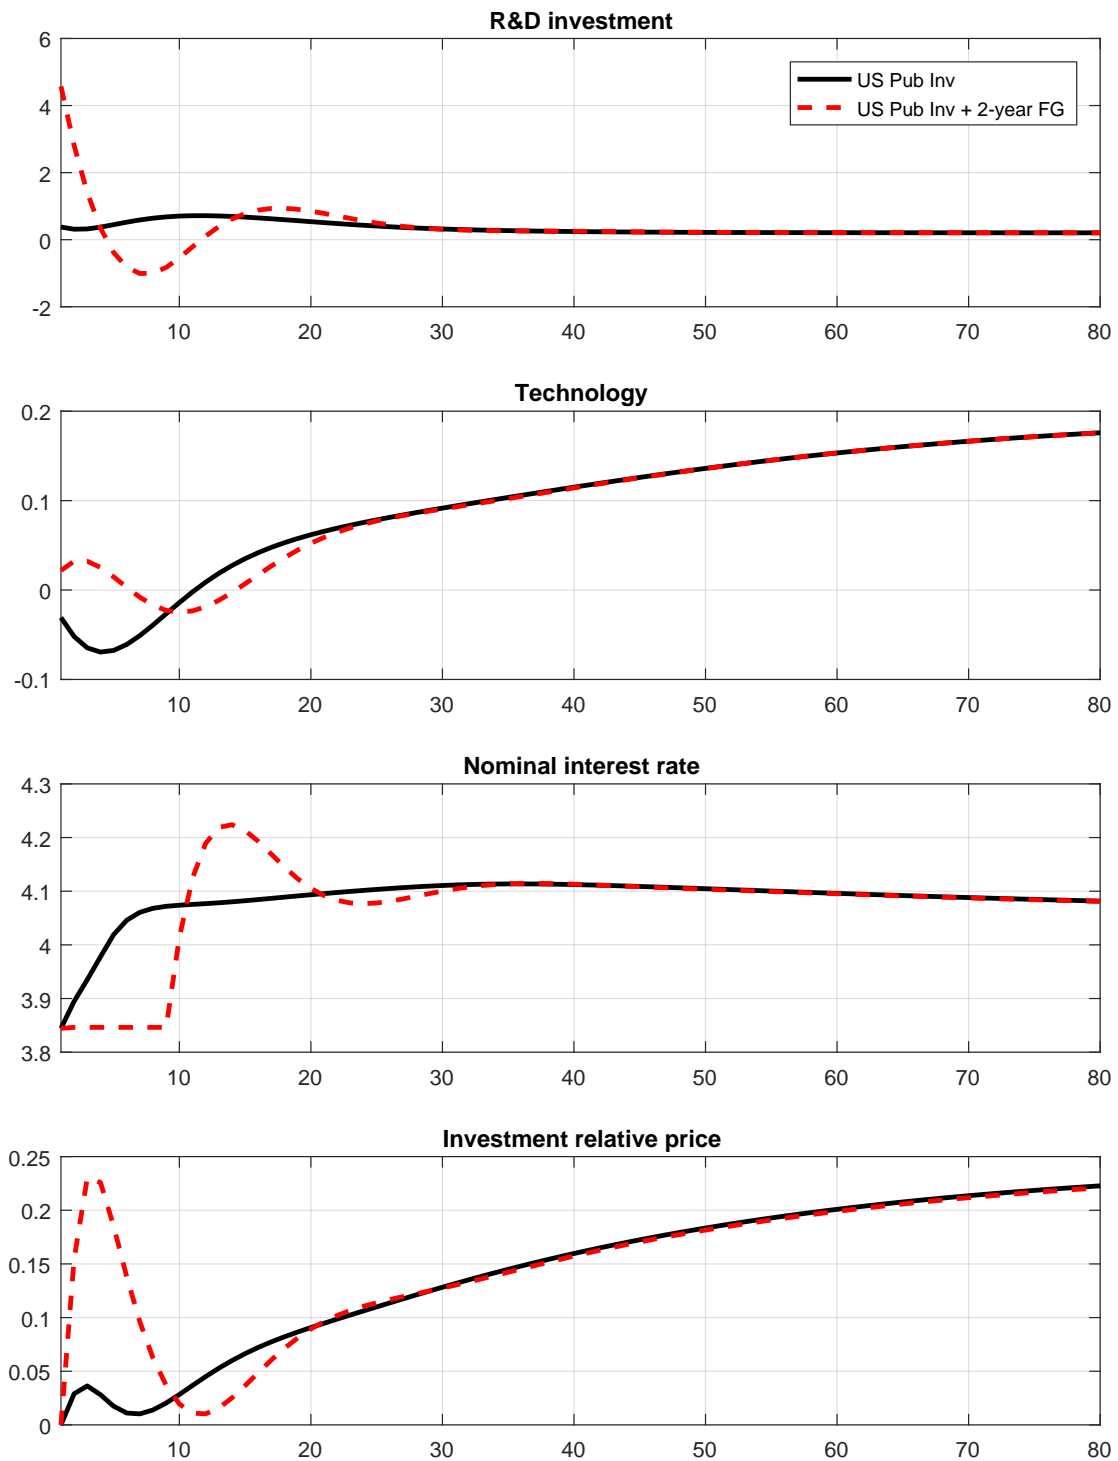 R&D investment
6
4
2
0
-2
US Pub Inv
US Pub Inv + 2-year FG
10 20 30 40 50 60 70 80
Technology
0.2
0.1
0
-0.1
10 20 30 40 50 60 70 80
Nominal interest rate
4.3
4.2
4.1
4
3.9
3.8
10 20 30 40 50 60 70 80
Investment relative price
0.25
0.2
0.15
0.1
0.05
0
10 20 30 40 50 60 70 80